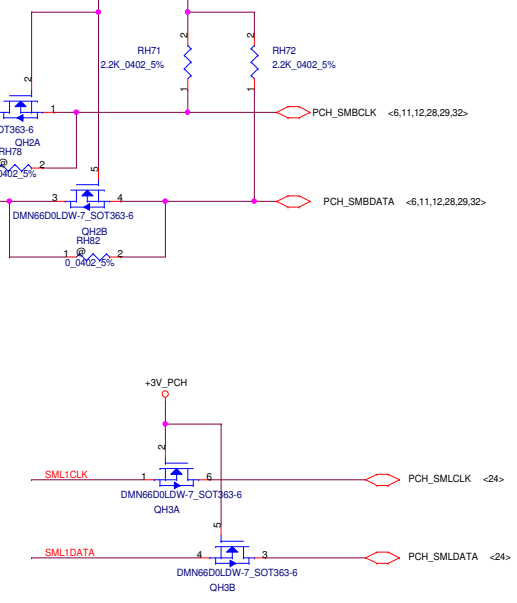 2
2
2
RH71
RH72
2.2K_0402_5%
2.2K_0402_5%
1
1
1
PCH_SMBCLK <6,11,12,28,29,32>
OT363-6
QH2A
RH78
@
2
0402_5%
5
3
4
PCH_SMBDATA <6,11,12,28,29,32>
DMN66D0LDW-7_SOT363-6
QH2B
RH82
1
@
2
0_0402_5%
+3V_PCH
2
SML1CLK
1
6
PCH_SMLCLK <24>
DMN66D0LDW-7_SOT363-6
QH3A
5
SML1DATA
4
3
PCH_SMLDATA <24>
DMN66D0LDW-7_SOT363-6
QH3B